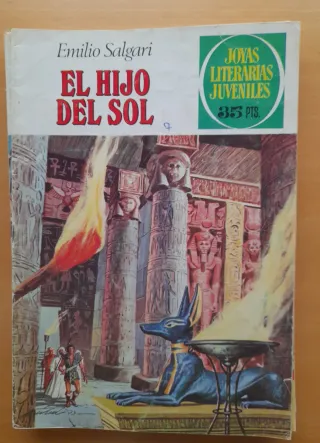 Emilio Salgari
EL HIJO
DEL SOL
JOYAS
LITERARIAS
JUVENILES
35 PTS.